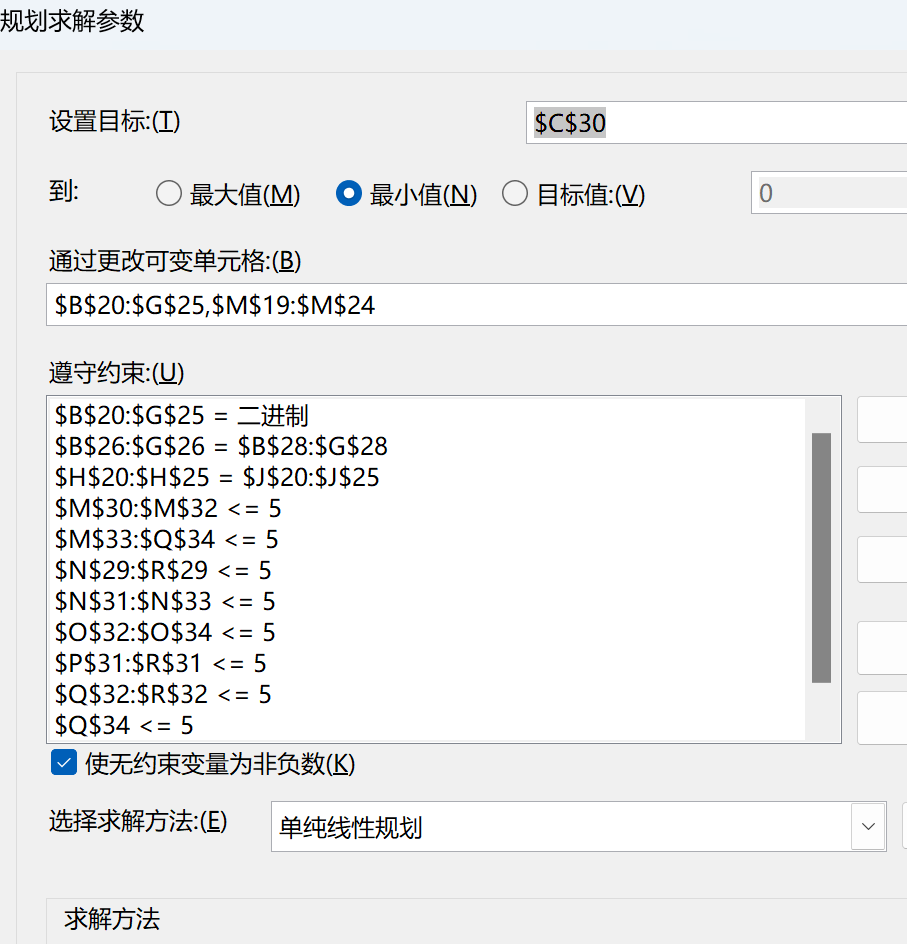 规划求解参数
设置目标:(T) $C$30
到: 最大值(M) 最小值(N) 目标值:(V) 0
通过更改可变单元格:(B)
$B$20:$G$25,$M$19:$M$24
遵守约束:(U)
$B$20:$G$25 = 二进制
$B$26:$G$26 = $B$28:$G$28
$H$20:$H$25 = $J$20:$J$25
$M$30:$M$32 <= 5
$M$33:$Q$34 <= 5
$N$29:$R$29 <= 5
$N$31:$N$33 <= 5
$O$32:$O$34 <= 5
$P$31:$R$31 <= 5
$Q$32:$R$32 <= 5
$Q$34 <= 5
使无约束变量为非负数(K)
选择求解方法:(E) 单纯线性规划
求解方法